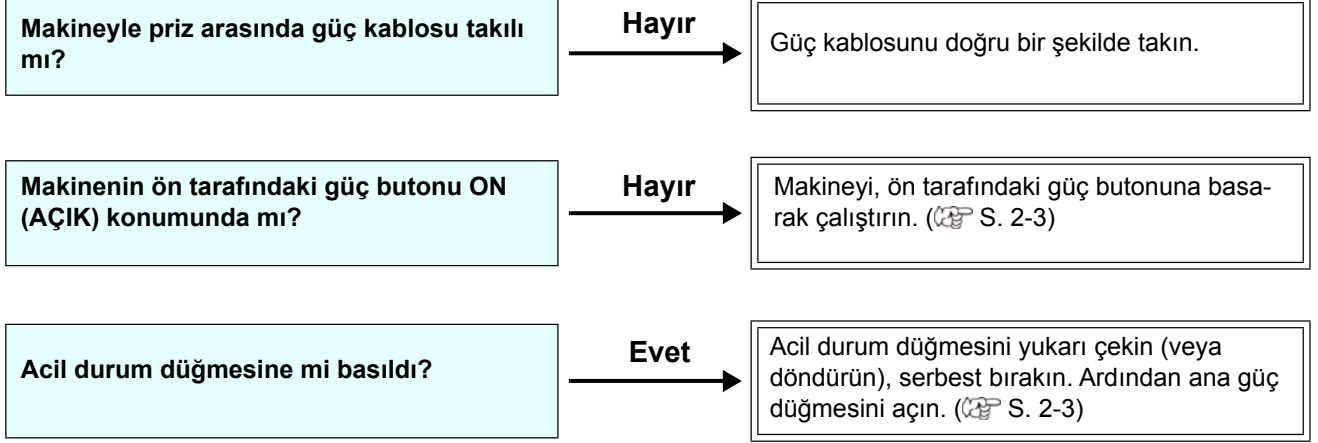 Makineyle priz arasında güç kablosu takılı
mı?
Hayır
Güç kablosunu doğru bir şekilde takın.
Makinenin ön tarafındaki güç butonu ON
(AÇIK) konumunda mı?
Hayır
Makineyi, ön tarafındaki güç butonuna basa-
rak çalıştırın. ( S. 2-3)
Acil durum düğmesine mi basıldı?
Evet
Acil durum düğmesini yukarı çekin (veya
döndürün), serbest bırakın. Ardından ana güç
düğmesini açın. ( S. 2-3)